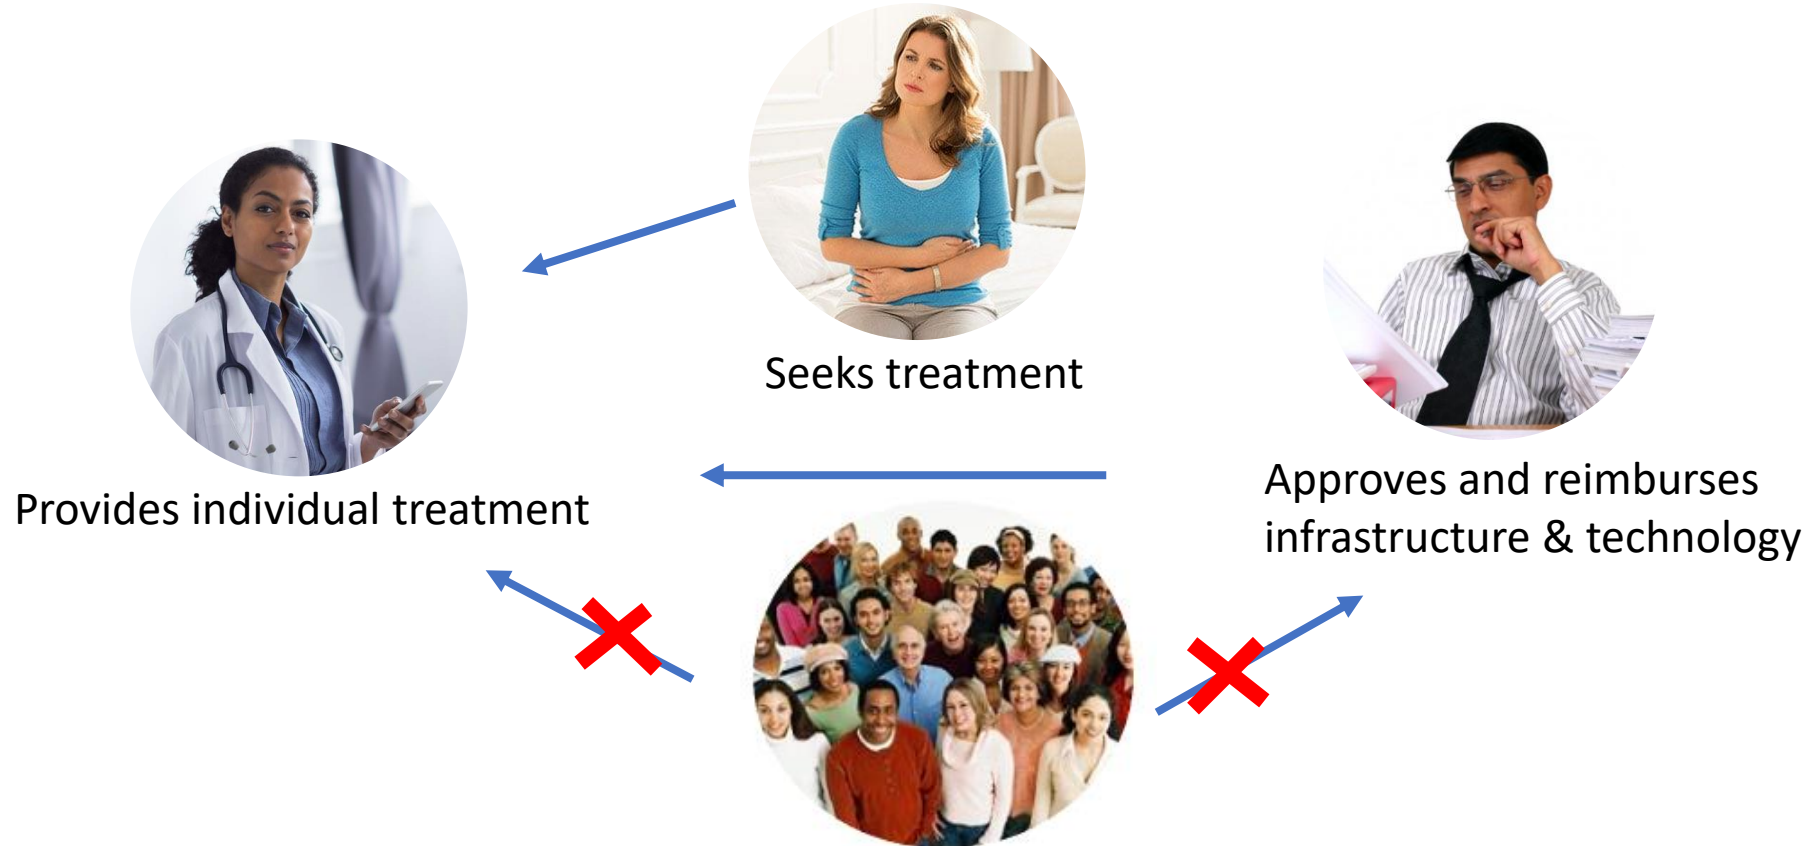 Seeks treatment
Provides individual treatment
Approves and reimburses
infrastructure & technology